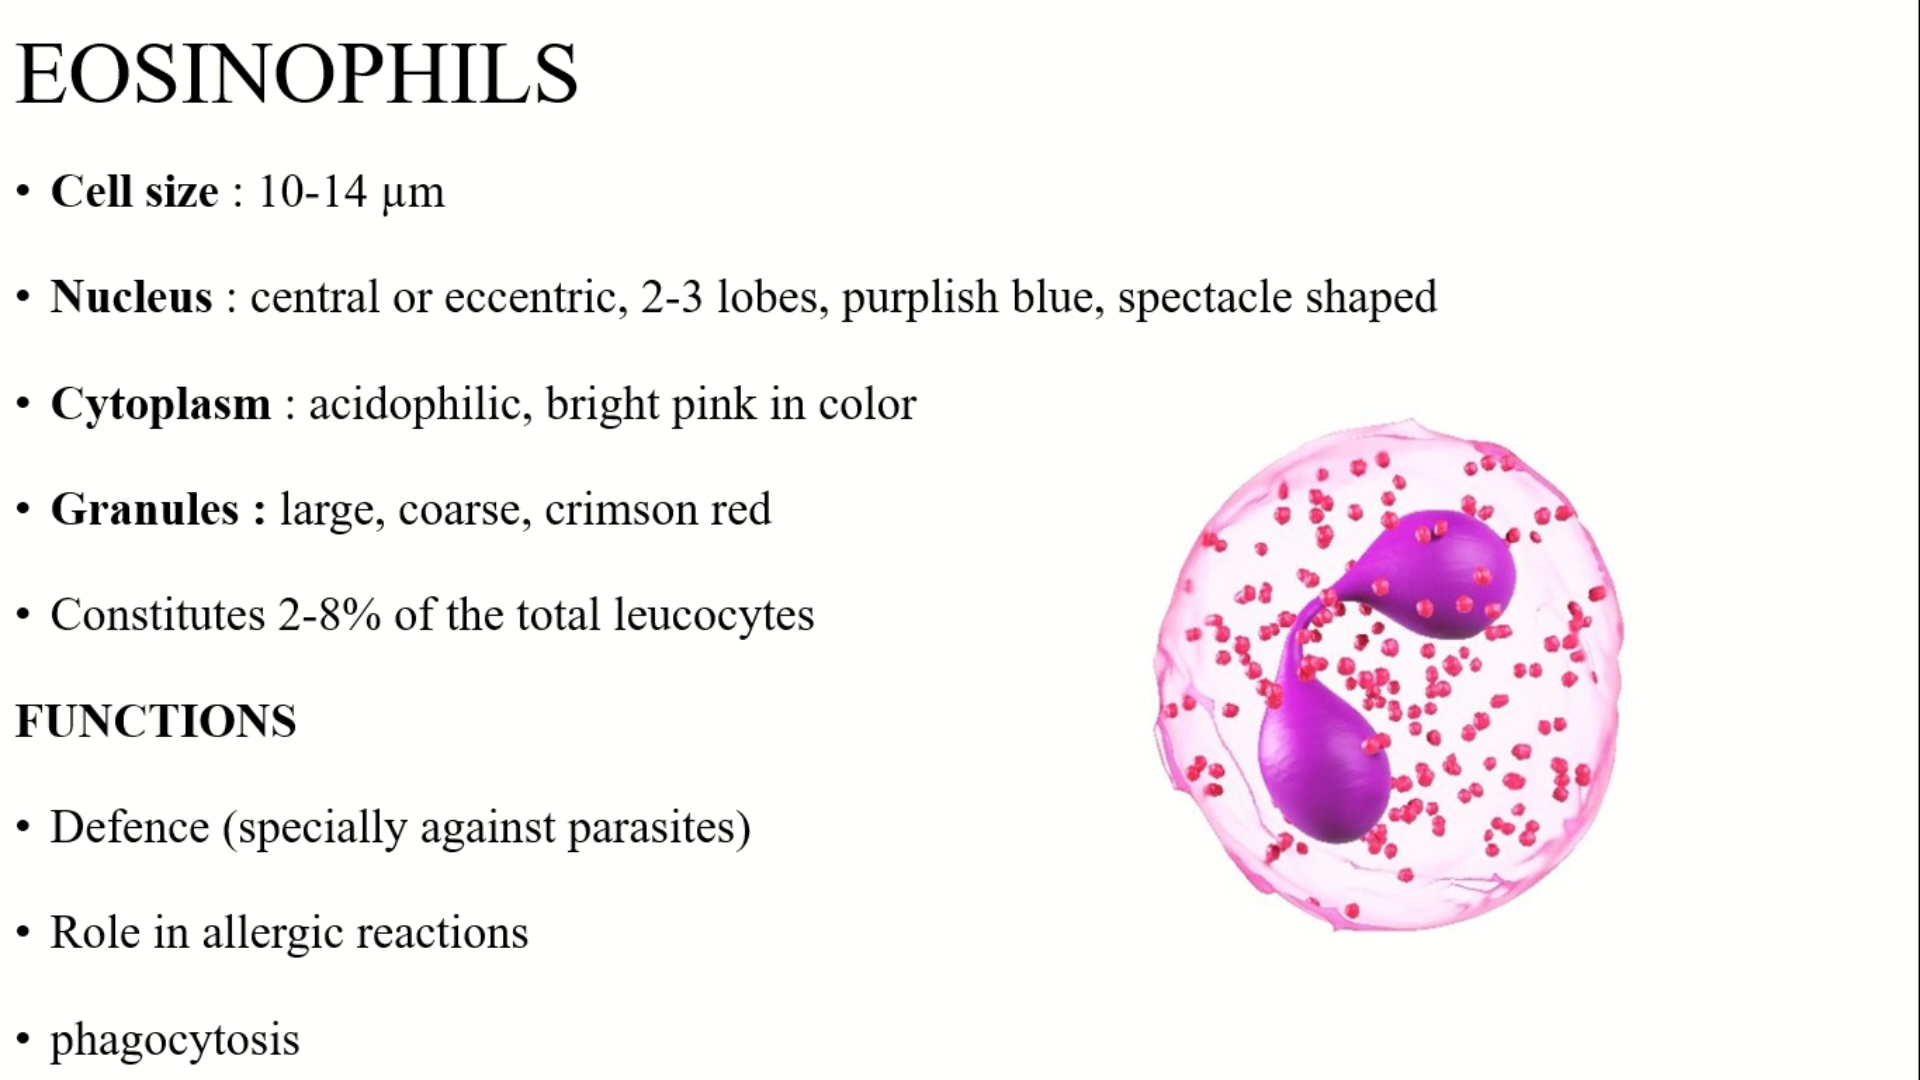 EOSINOPHILS
• Cell size : 10-14 µm
• Nucleus : central or eccentric, 2-3 lobes, purplish blue, spectacle shaped
• Cytoplasm : acidophilic, bright pink in color
• Granules : large, coarse, crimson red
• Constitutes 2-8% of the total leucocytes
FUNCTIONS
• Defence (specially against parasites)
• Role in allergic reactions
• phagocytosis